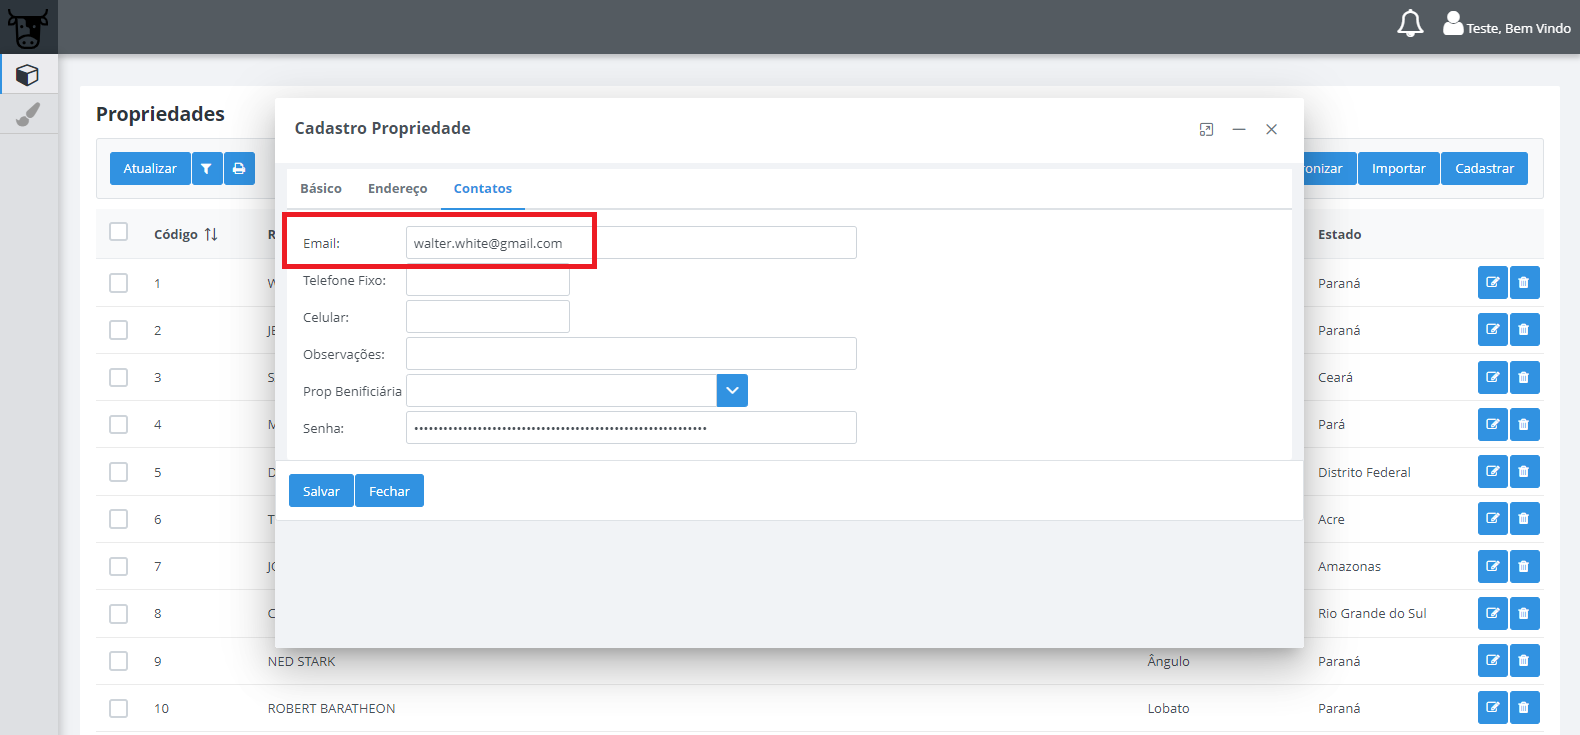 Teste, Bem Vindo
Propriedades
Cadastro Propriedade
Atualizar
Importar
Cadastrar
Básico Endereço Contatos
Código
Estado
Email: walter.white@gmail.com
Telefone Fixo:
Celular:
Observações:
Prop Benificiária
Senha: ••••••••••••••••••••••••••••••••••••••••••••••••••••••••••••
Salvar Fechar
1 Paraná
2 Paraná
3 Ceará
4 Pará
5 Distrito Federal
6 Acre
7 Amazonas
8 Rio Grande do Sul
9 NED STARK Ângulo Paraná
10 ROBERT BARATHEON Lobato Paraná